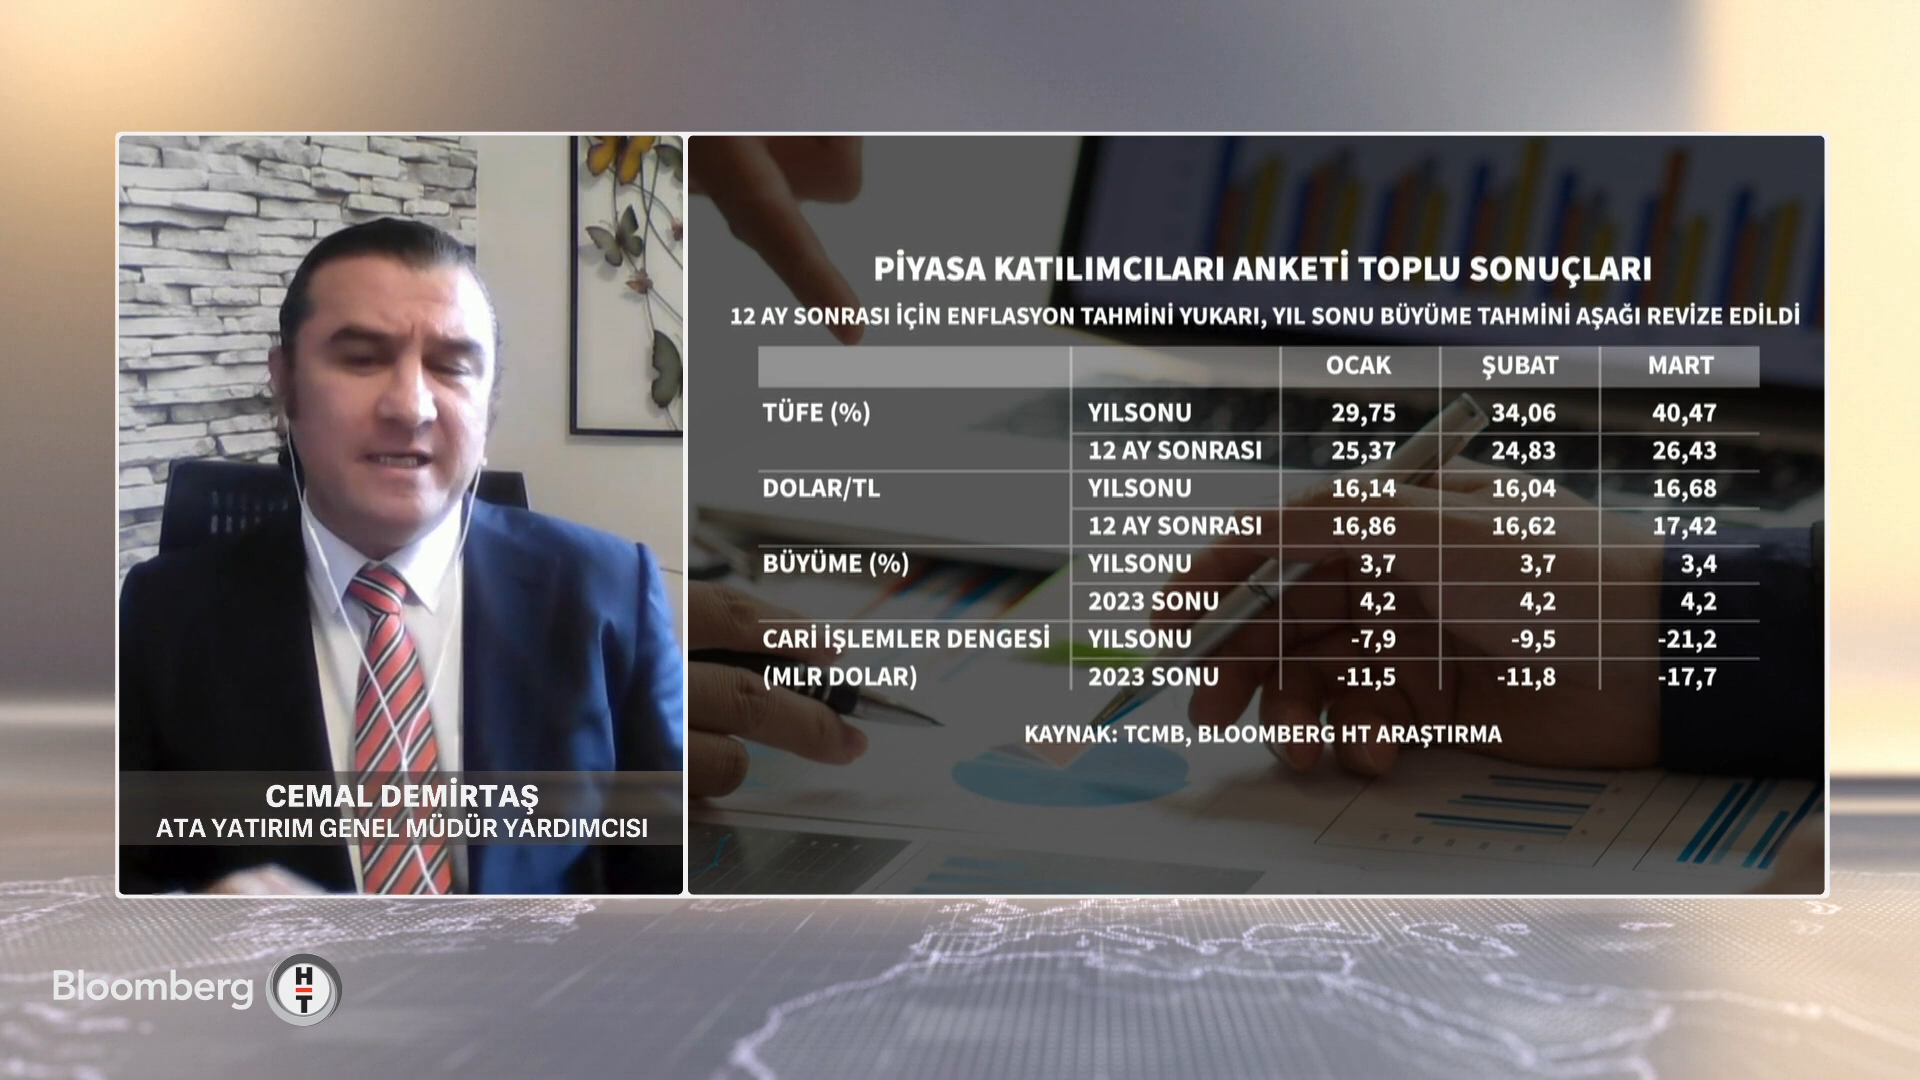 PİYASA KATILIMCILARI ANKETİ TOPLU SONUÇLARI
12 AY SONRASI İÇİN ENFLASYON TAHMİNİ YUKARI, YIL SONU BÜYÜME TAHMİNİ AŞAĞI REVİZE EDİLDİ
OCAK ŞUBAT MART
TÜFE (%) YILSONU 29,75 34,06 40,47
12 AY SONRASI 25,37 24,83 26,43
DOLAR/TL YILSONU 16,14 16,04 16,68
12 AY SONRASI 16,86 16,62 17,42
BÜYÜME (%) YILSONU 3,7 3,7 3,4
2023 SONU 4,2 4,2 4,2
CARİ İŞLEMLER DENGESİ YILSONU -7,9 -9,5 -21,2
(MLR DOLAR) 2023 SONU -11,5 -11,8 -17,7
KAYNAK: TCMB, BLOOMBERG HT ARAŞTIRMA
CEMAL DEMİRTAŞ
ATA YATIRIM GENEL MÜDÜR YARDIMCISI
Bloomberg HT